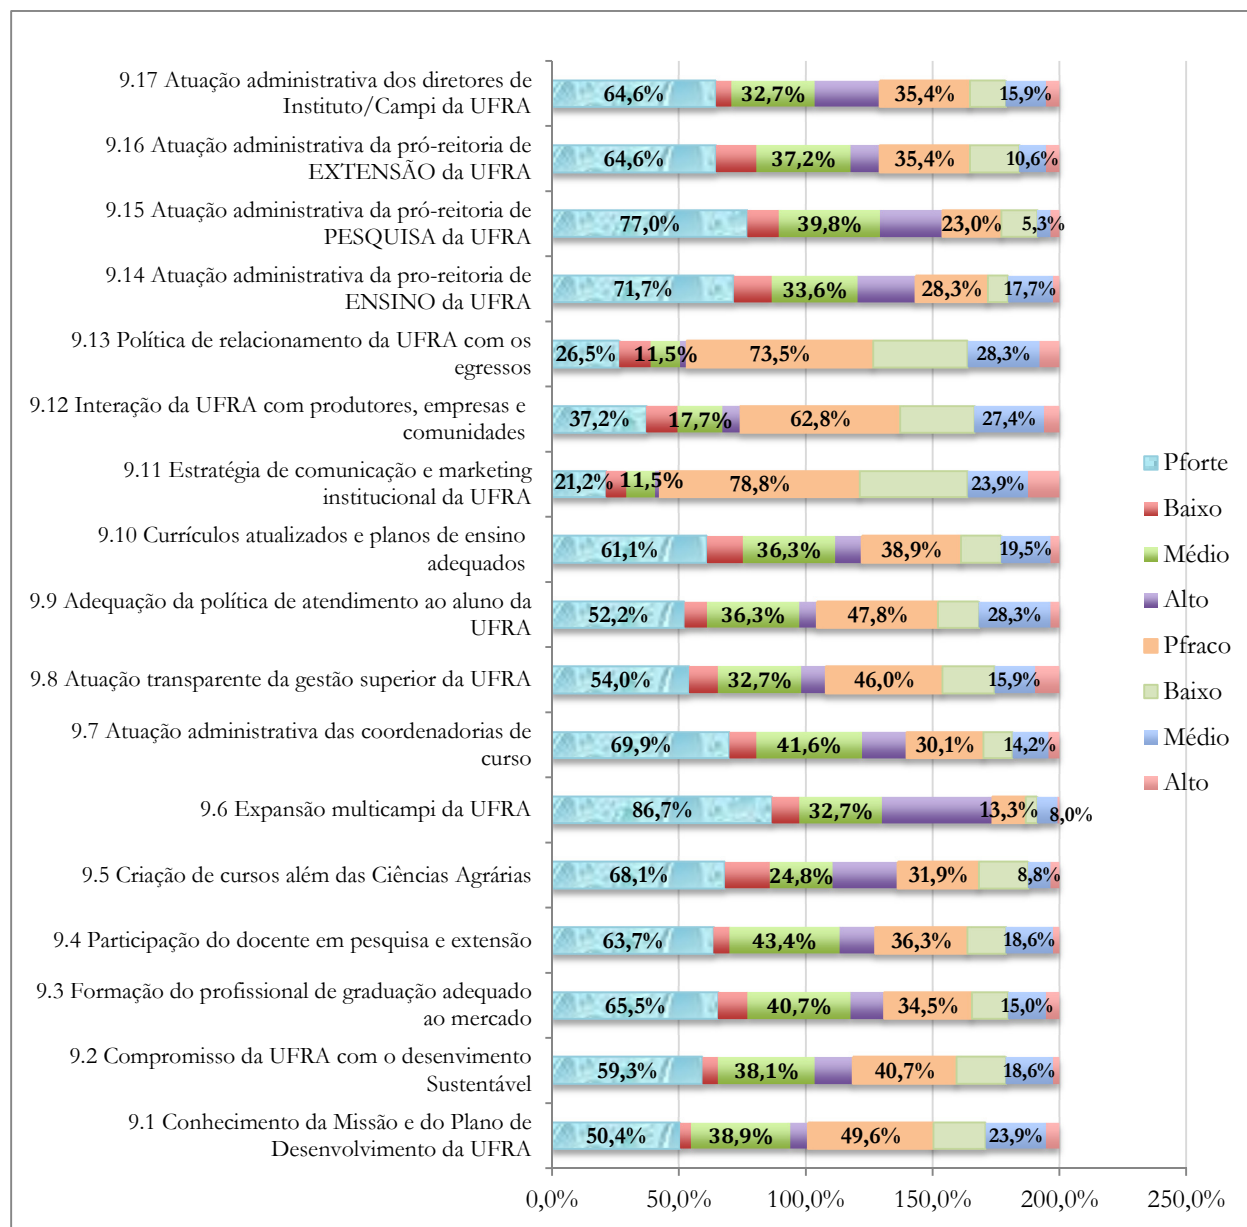 9.17 Atuação administrativa dos diretores de
Instituto/Campi da UFRA
64,6% 32,7% 35,4% 15,9%
9.16 Atuação administrativa da pró-reitoria de
EXTENSÃO da UFRA
64,6% 37,2% 35,4% 10,6%
9.15 Atuação administrativa da pró-reitoria de
PESQUISA da UFRA
77,0% 39,8% 23,0% 5,3%
9.14 Atuação administrativa da pro-reitoria de
ENSINO da UFRA
71,7% 33,6% 28,3% 17,7%
9.13 Política de relacionamento da UFRA com os
egressos
26,5% 11,5% 73,5% 28,3%
9.12 Interação da UFRA com produtores, empresas e
comunidades
37,2% 17,7% 62,8% 27,4%
9.11 Estratégia de comunicação e marketing
institucional da UFRA
21,2% 11,5% 78,8% 23,9%
9.10 Currículos atualizados e planos de ensino
adequados
61,1% 36,3% 38,9% 19,5%
9.9 Adequação da política de atendimento ao aluno da
UFRA
52,2% 36,3% 47,8% 28,3%
9.8 Atuação transparente da gestão superior da UFRA
54,0% 32,7% 46,0% 15,9%
9.7 Atuação administrativa das coordenadorias de
curso
69,9% 41,6% 30,1% 14,2%
9.6 Expansão multicampi da UFRA
86,7% 32,7% 13,3% 8,0%
9.5 Criação de cursos além das Ciências Agrárias
68,1% 24,8% 31,9% 8,8%
9.4 Participação do docente em pesquisa e extensão
63,7% 43,4% 36,3% 18,6%
9.3 Formação do profissional de graduação adequado
ao mercado
65,5% 40,7% 34,5% 15,0%
9.2 Compromisso da UFRA com o desenvimento
Sustentável
59,3% 38,1% 40,7% 18,6%
9.1 Conhecimento da Missão e do Plano de
Desenvolvimento da UFRA
50,4% 38,9% 49,6% 23,9%
0,0% 50,0% 100,0% 150,0% 200,0% 250,0%
Pforte
Baixo
Médio
Alto
Pfraco
Baixo
Médio
Alto